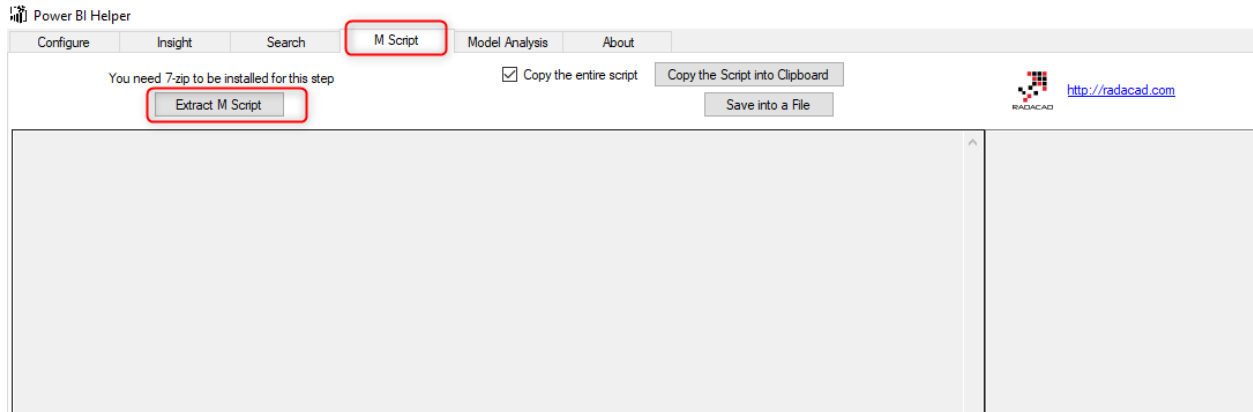 Power BI Helper
Configure Insight Search M Script Model Analysis About
You need 7-zip to be installed for this step
Copy the entire script
Copy the Script into Clipboard
Extract M Script
Save into a File
RADACAD
http://radacad.com